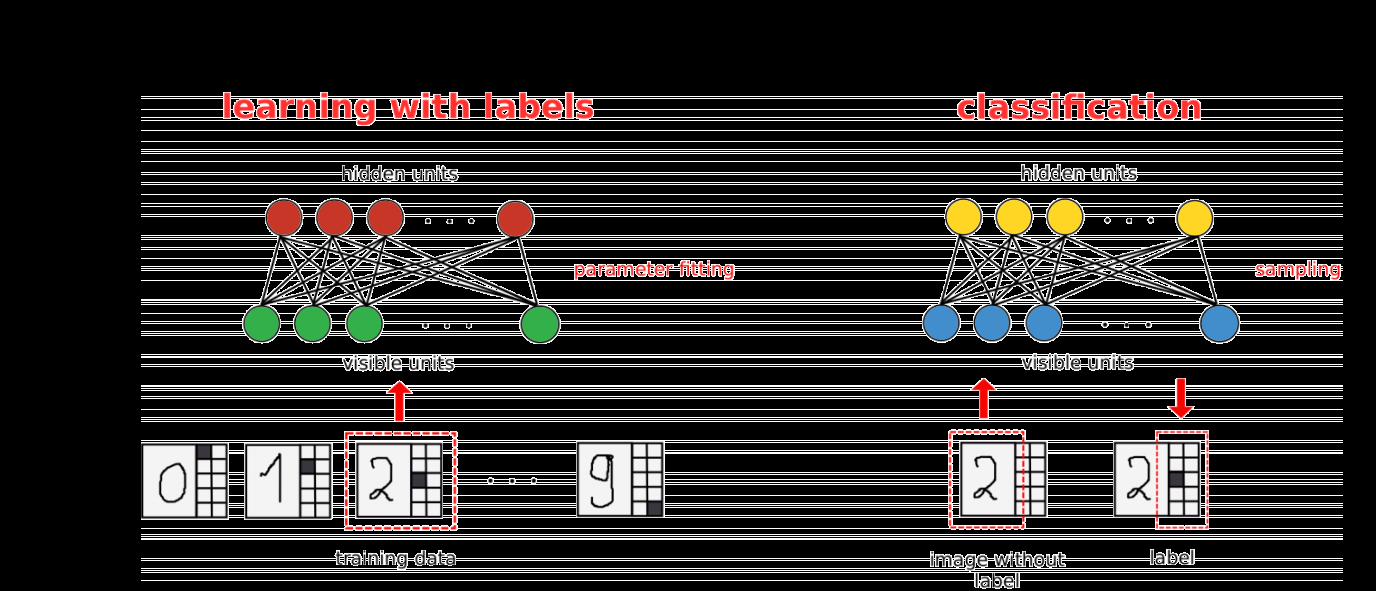 learning with labels
classification
hidden units
hidden units
parameter fitting
sampling
visible units
visible units
0
1
2
9
2
2
training data
image without
label
label